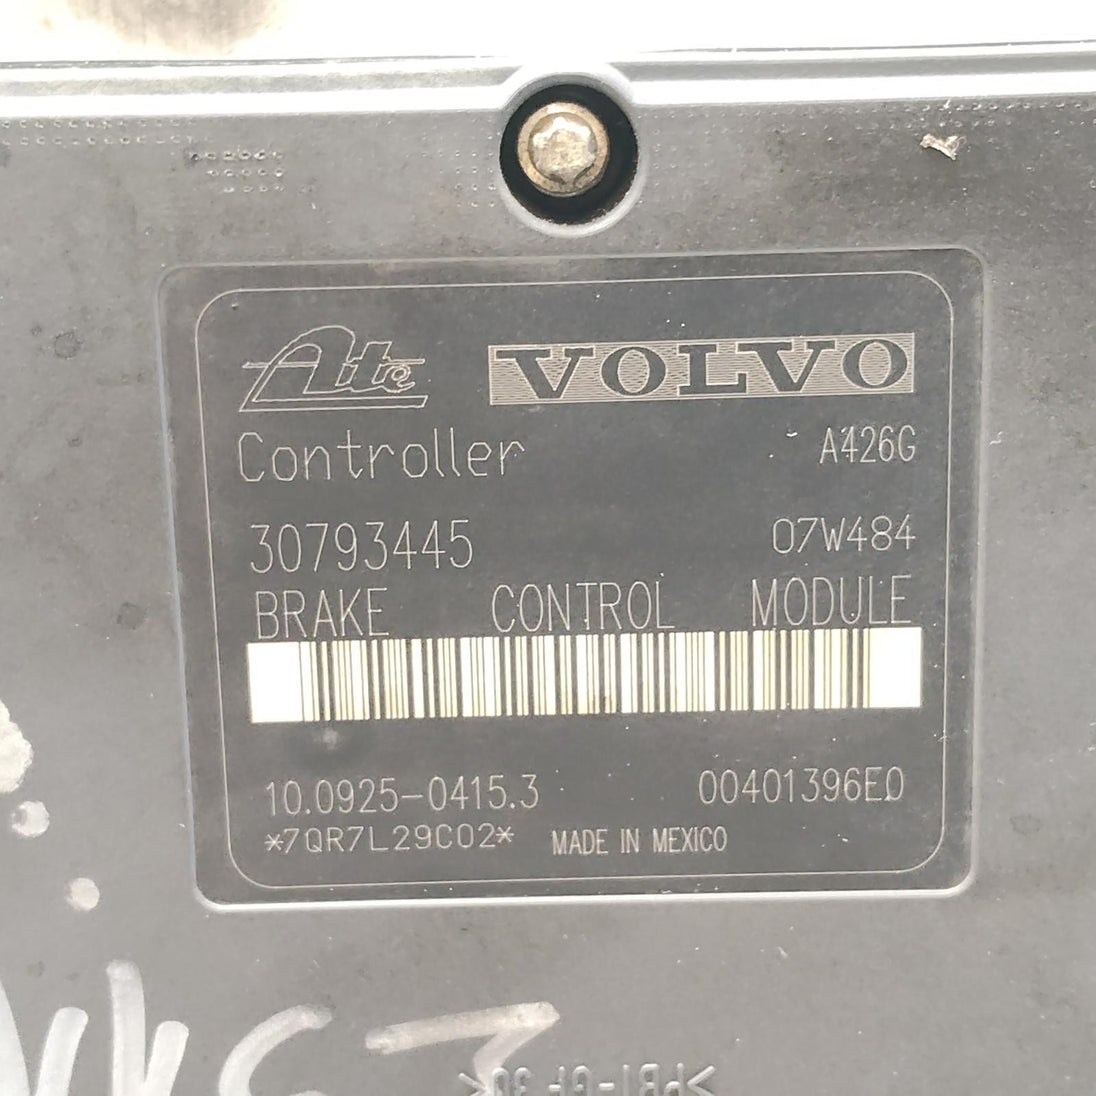 Ate VOLVO
Controller A426G
30793445 07W484
BRAKE CONTROL MODULE
10.0925-0415.3 00401396E0
*7QR7L29C02* MADE IN MEXICO